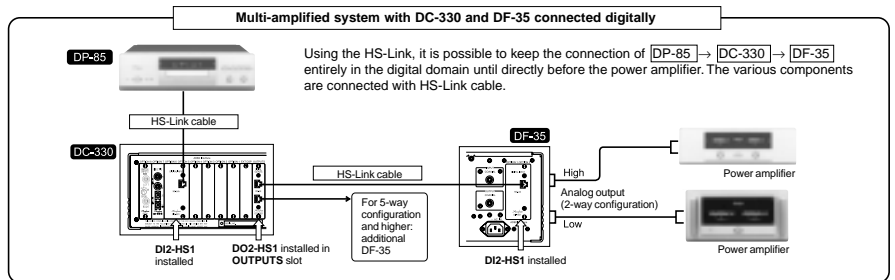 Multi-amplified system with DC-330 and DF-35 connected digitally
DP-85
Using the HS-Link, it is possible to keep the connection of DP-85 → DC-330 → DF-35
entirely in the digital domain until directly before the power amplifier. The various components
are connected with HS-Link cable.
HS-Link cable
DC-330
DF-35
HS-Link cable
High
Power amplifier
Analog output
(2-way configuration)
Low
For 5-way
configuration
and higher:
additional
DF-35
DI2-HS1
installed
DO2-HS1 installed in
OUTPUTS slot
DI2-HS1 installed
Power amplifier